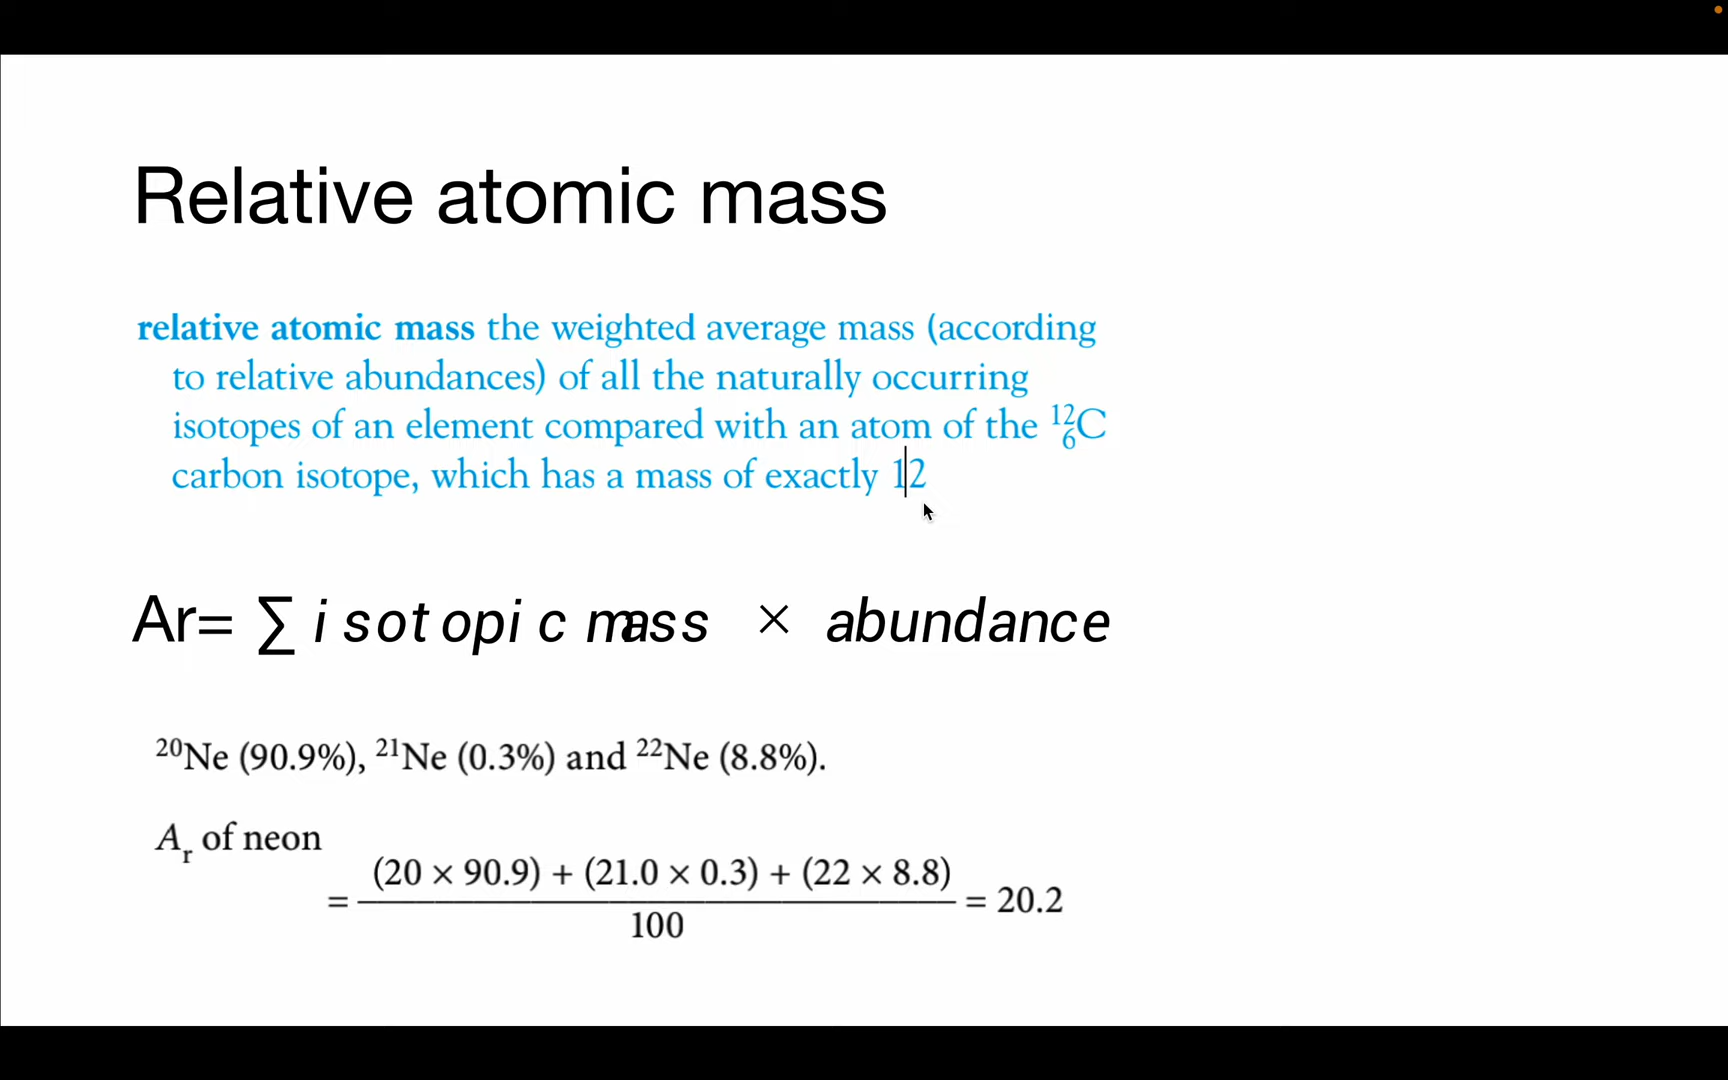 Relative atomic mass
relative atomic mass the weighted average mass (according
to relative abundances) of all the naturally occurring
isotopes of an element compared with an atom of the ¹²₆C
carbon isotope, which has a mass of exactly 12
Ar= ∑ isotopic mass × abundance
²⁰Ne (90.9%), ²¹Ne (0.3%) and ²²Ne (8.8%).
Aᵣ of neon
(20 × 90.9) + (21.0 × 0.3) + (22 × 8.8)
= ――― = 20.2
100